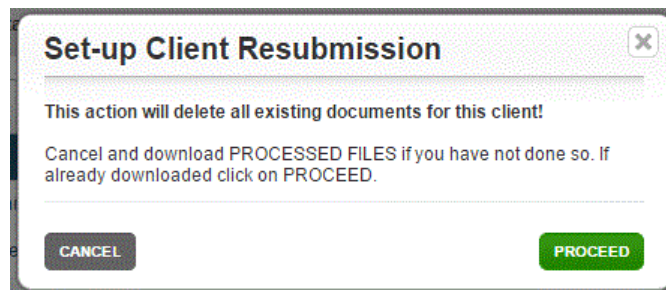 Set-up Client Resubmission
This action will delete all existing documents for this client!
Cancel and download PROCESSED FILES if you have not done so. If
already downloaded click on PROCEED.
CANCEL
PROCEED